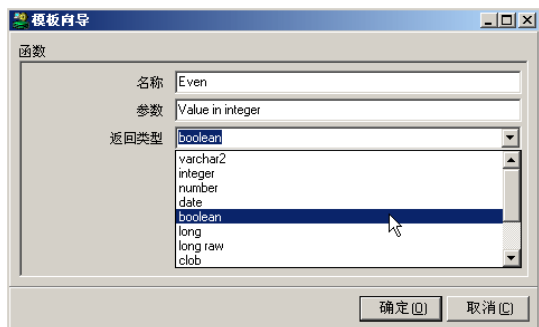 模板向导
函数
名称 Even
参数 Value in integer
返回类型 boolean
varchar2
integer
number
date
boolean
long
long raw
clob
确定(O) 取消(C)